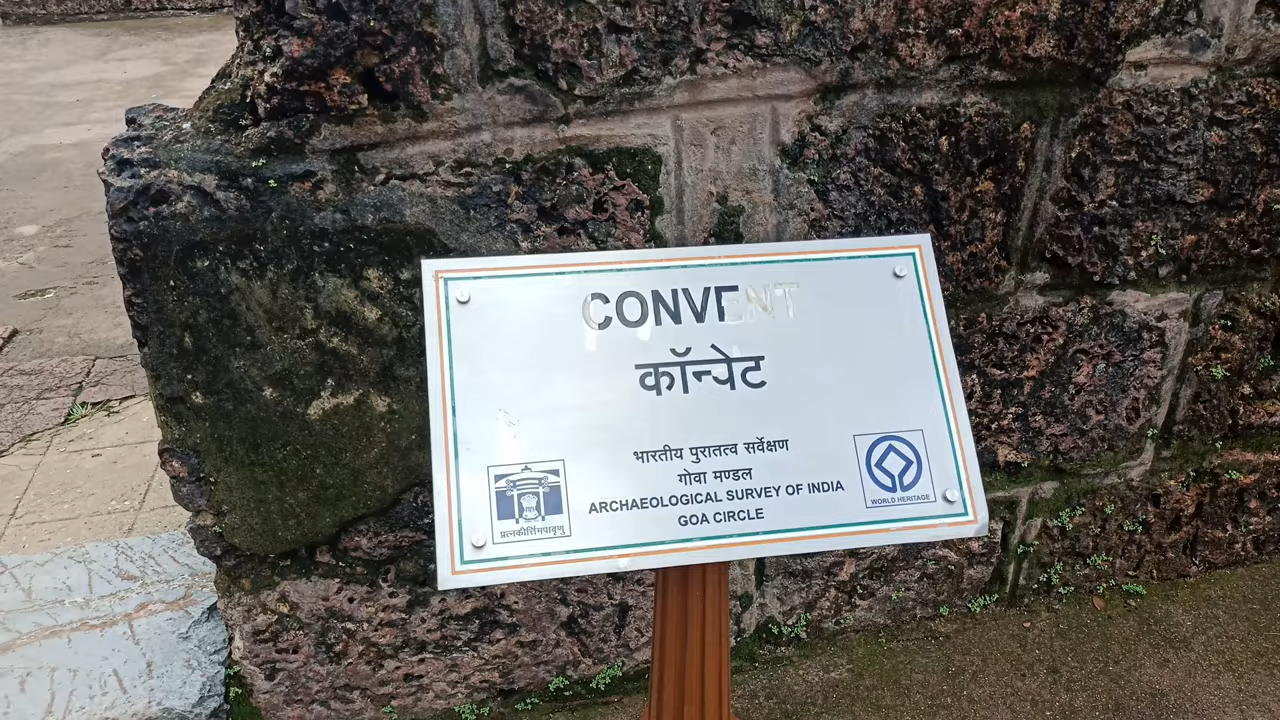 CONVENT
कॉन्वेट
भारतीय पुरातत्व सर्वेक्षण
गोवा मण्डल
ARCHAEOLOGICAL SURVEY OF INDIA
GOA CIRCLE
प्रत्नकीर्त्तिमपावृणु
WORLD HERITAGE